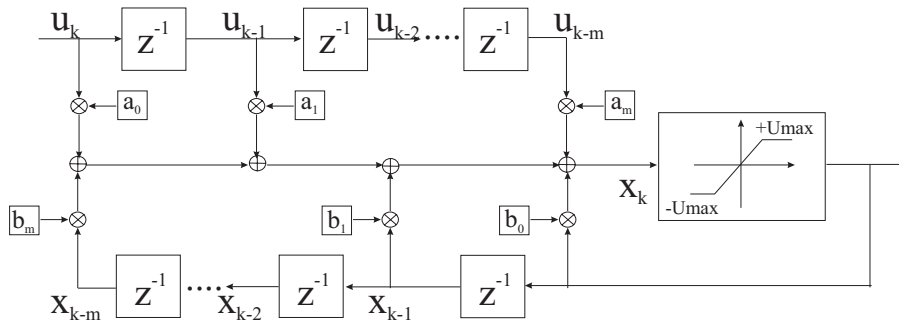 u_k z^-1 u_k-1 z^-1 u_k-2 .... z^-1 u_k-m
a_0 a_1 a_m
+Umax
-Umax
x_k
b_m b_1 b_0
x_k-m z^-1 .... x_k-2 z^-1 x_k-1 z^-1